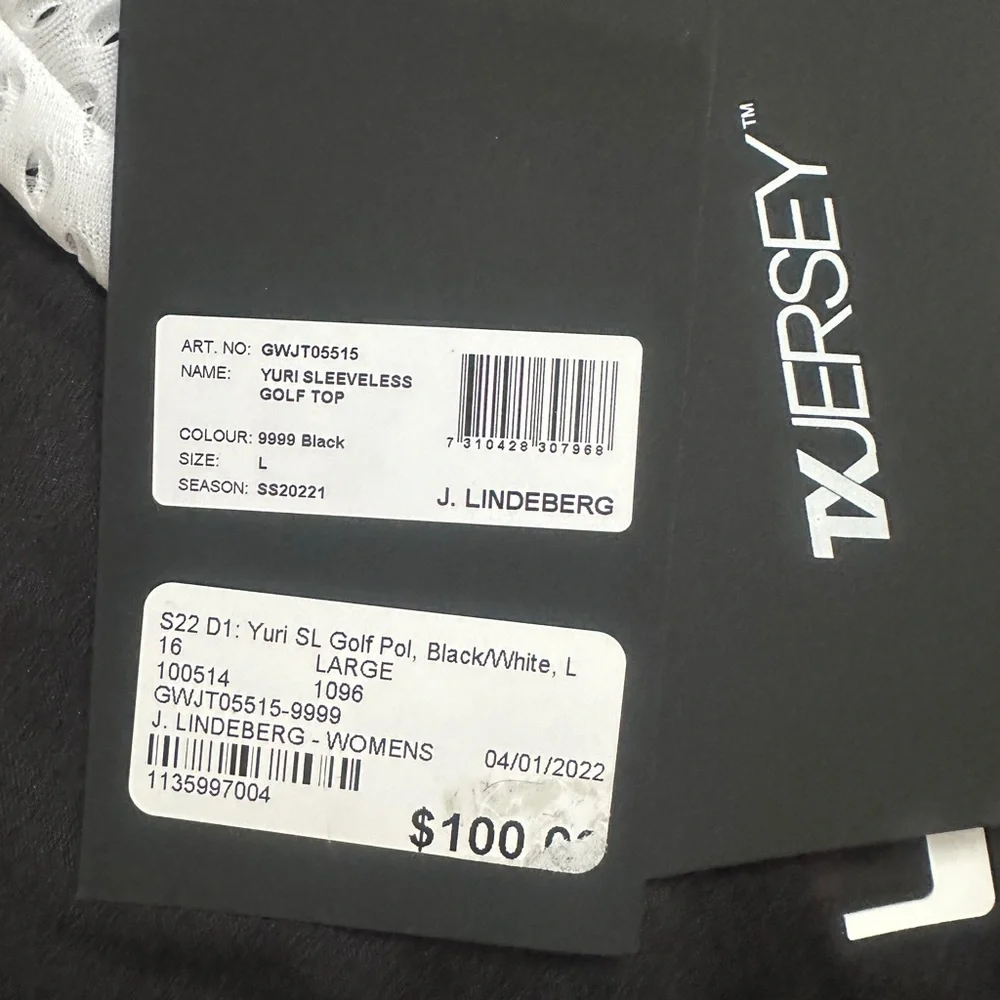 ART. NO: GWJT05515
NAME: YURI SLEEVELESS
GOLF TOP
COLOUR: 9999 Black
SIZE: L
SEASON: SS20221
7 310428 307968
J. LINDEBERG
S22 D1: Yuri SL Golf Pol, Black/White, L
16 LARGE
100514 1096
GWJT05515-9999
J. LINDEBERG - WOMENS 04/01/2022
1135997004
$100
TXJERSEY™